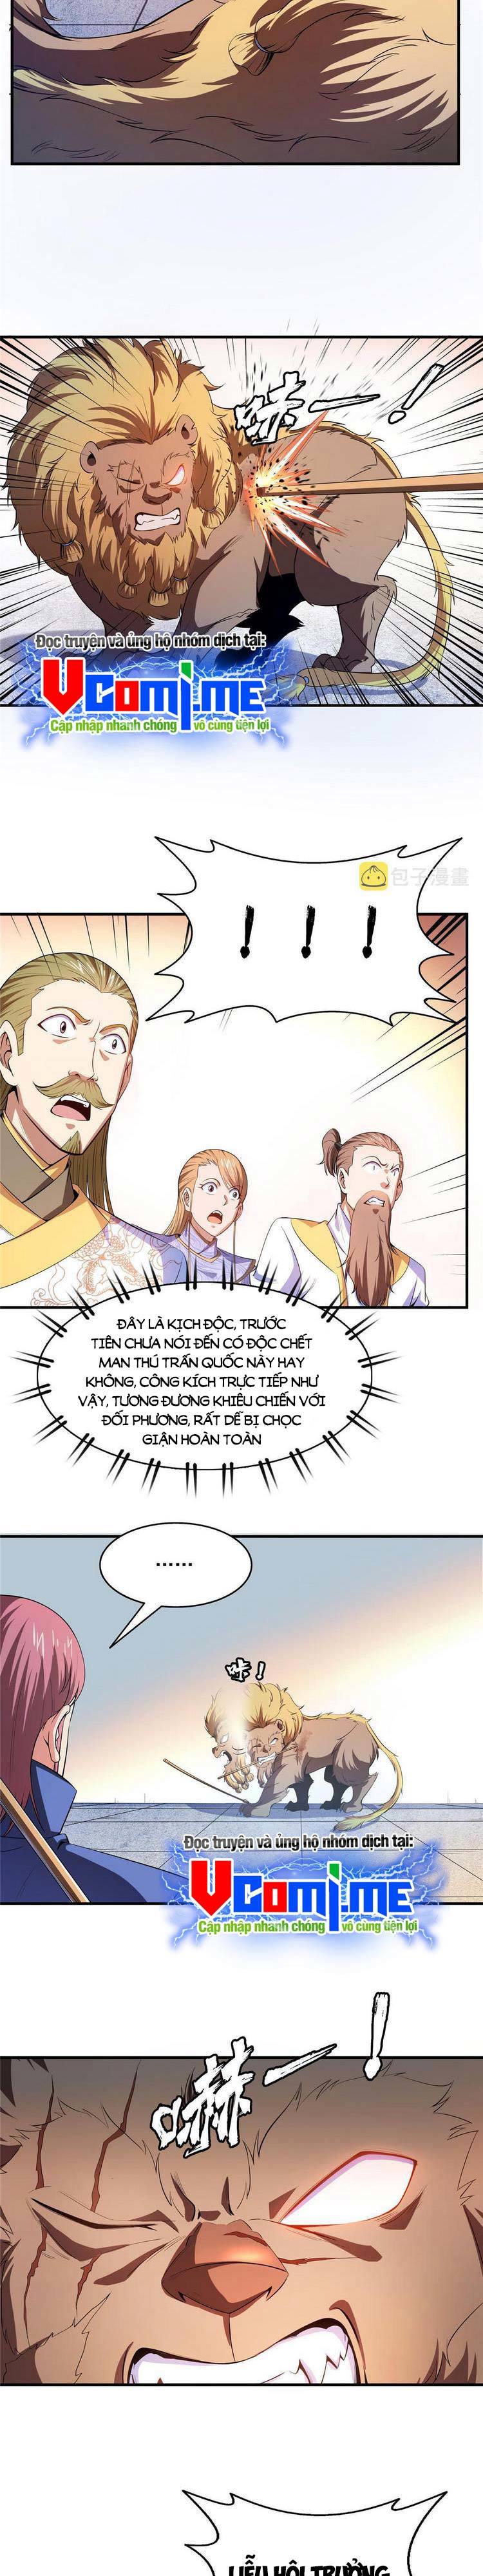 咔一!
Đọc truyện và ủng hộ nhóm dịch tại:
VComi.me
Cập nhập nhanh chóng vô cùng tiện lợi
包子漫畫
! ! !
ĐÂY LÀ KỊCH ĐỘC, TRƯỚC
TIÊN CHƯA NÓI ĐẾN CÓ ĐỘC CHẾT
MAN THÚ TRẤN QUỐC NÀY HAY
KHÔNG, CÔNG KÍCH TRỰC TIẾP NHƯ
VẬY, TƯƠNG ĐƯƠNG KHIÊU CHIẾN VỚI
ĐỐI PHƯƠNG, RẤT DỄ BỊ CHỌC
GIẬN HOÀN TOÀN
......
咔!
Đọc truyện và ủng hộ nhóm dịch tại:
VComi.me
Cập nhập nhanh chóng vô cùng tiện lợi
嚇一!
LIỄU HỘI TRƯỞNG